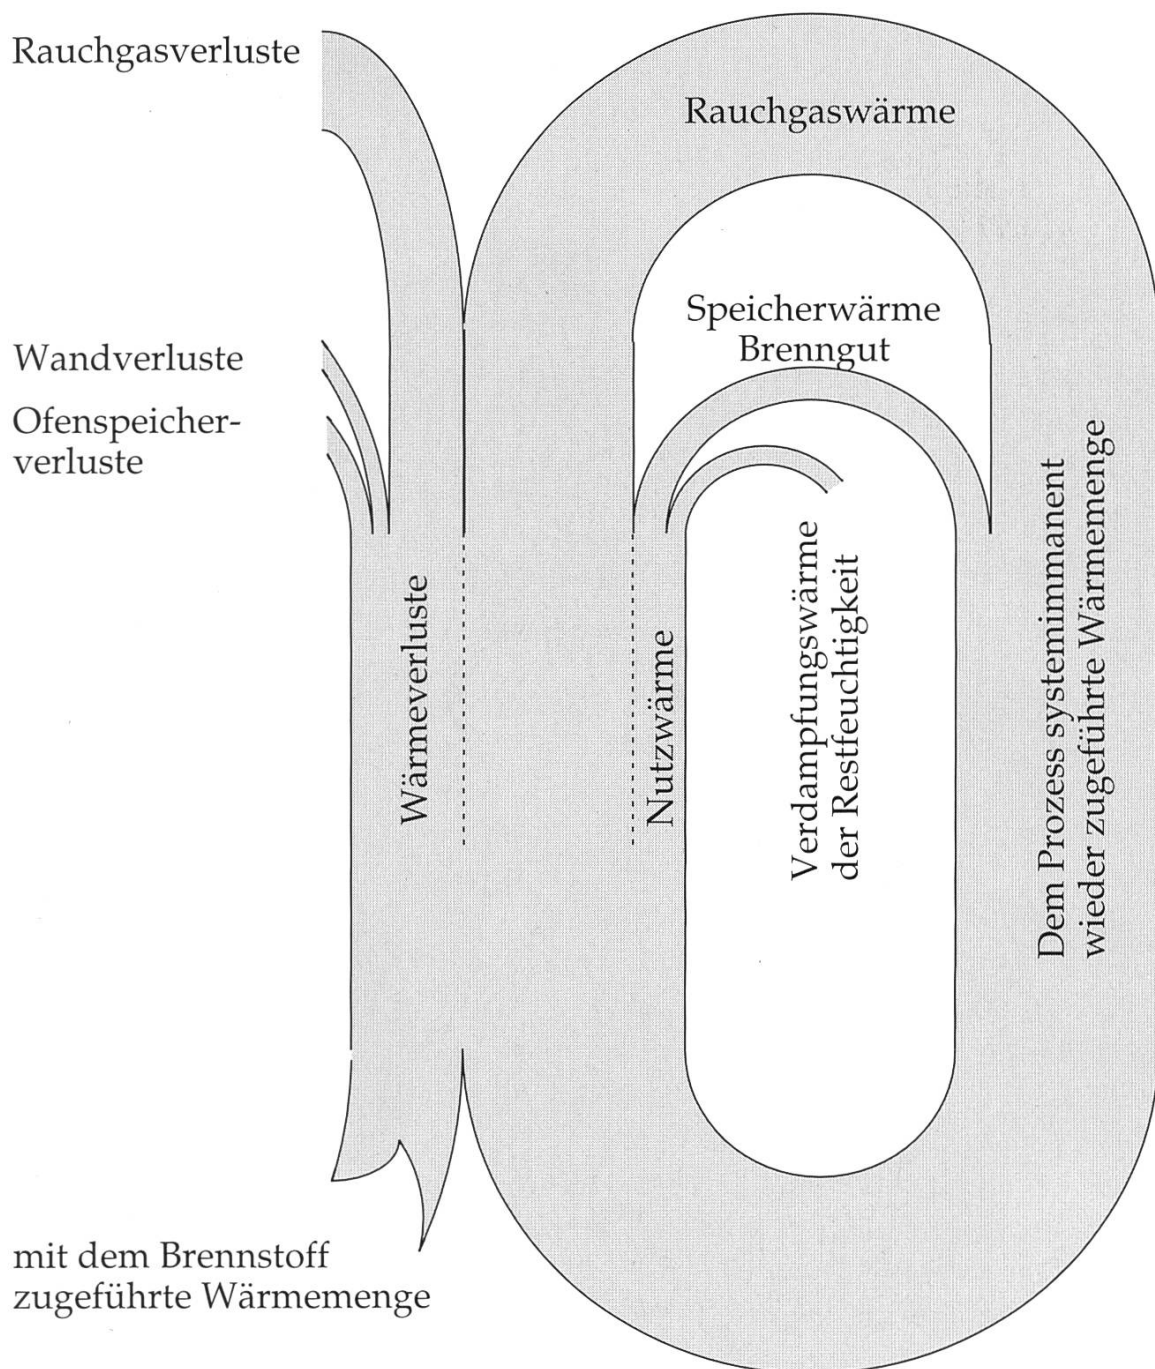 Rauchgasverluste
Rauchgaswärme
Speicherwärme
Brenngut
Wandverluste
Ofenspeicher-
verluste
Wärmeverluste
Nutzwärme
Verdampfungswärme
der Restfeuchtigkeit
Dem Prozess systemimmanent
wieder zugeführte Wärmemenge
mit dem Brennstoff
zugeführte Wärmemenge